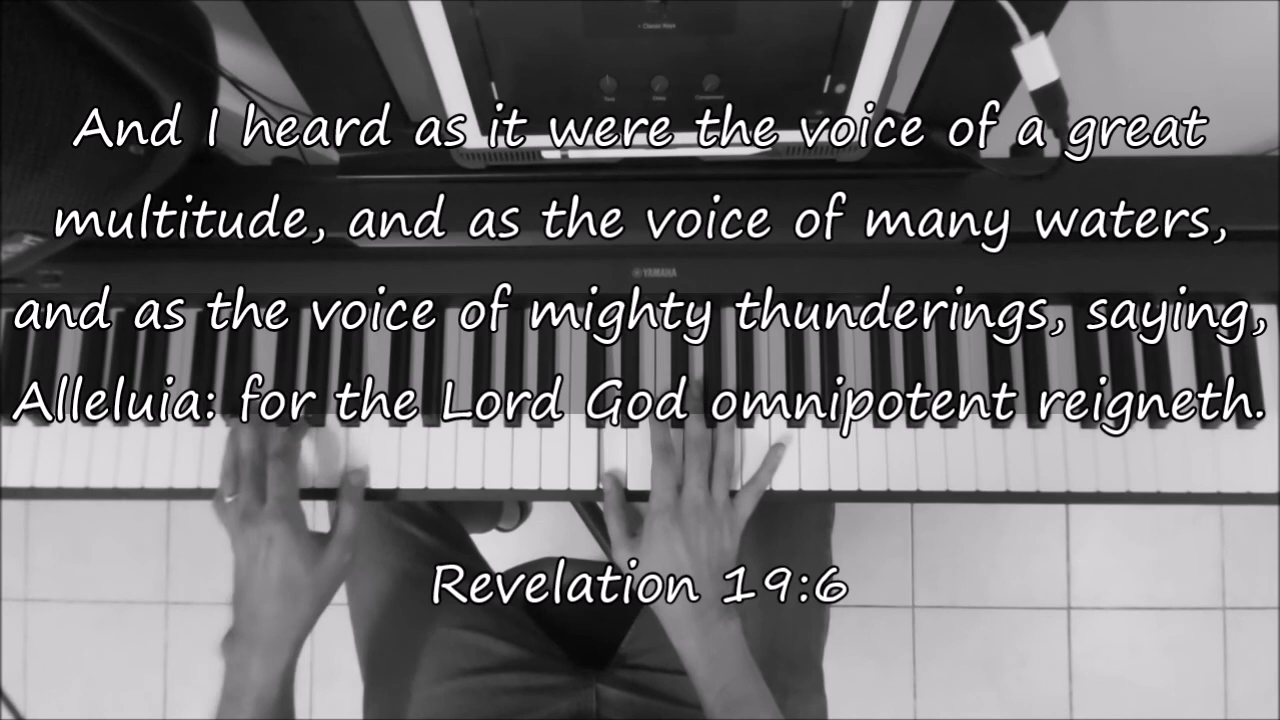 And I heard as it were the voice of a great
multitude, and as the voice of many waters,
and as the voice of mighty thunderings, saying,
Alleluia: for the Lord God omnipotent reigneth.
Revelation 19:6
YAMAHA